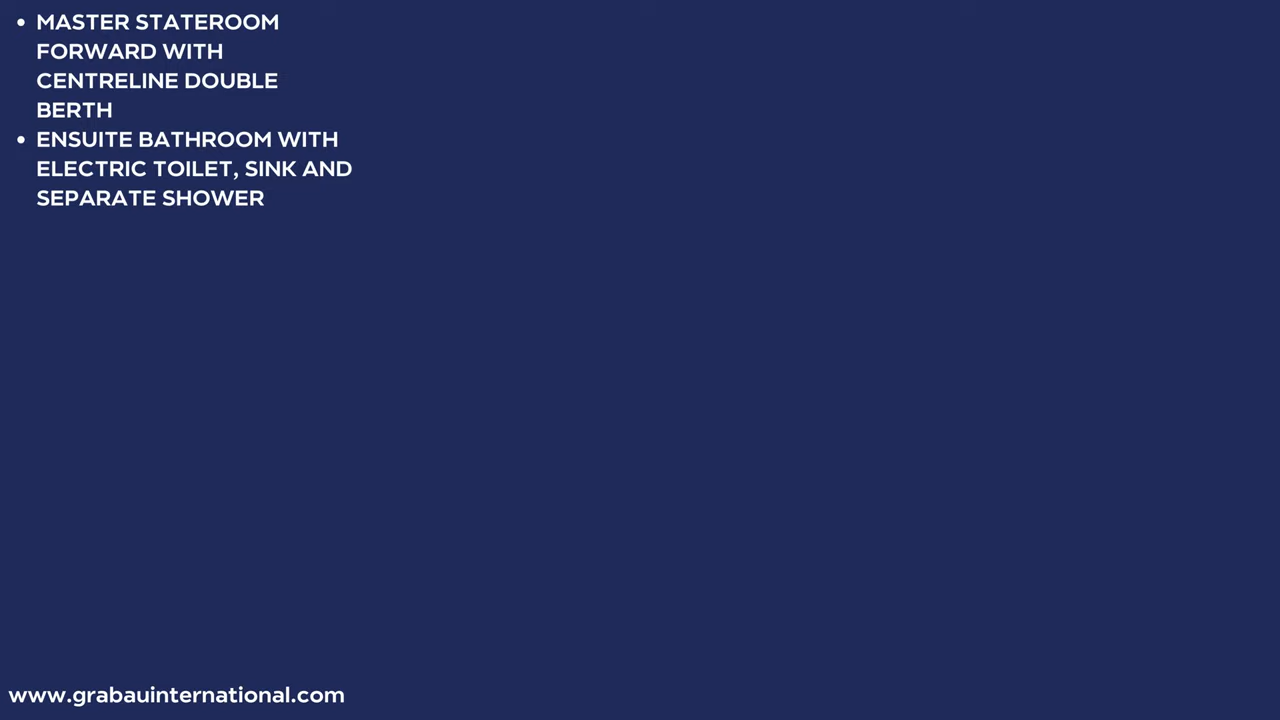 • MASTER STATEROOM
FORWARD WITH
CENTRELINE DOUBLE
BERTH
• ENSUITE BATHROOM WITH
ELECTRIC TOILET, SINK AND
SEPARATE SHOWER
www.grabauinternational.com